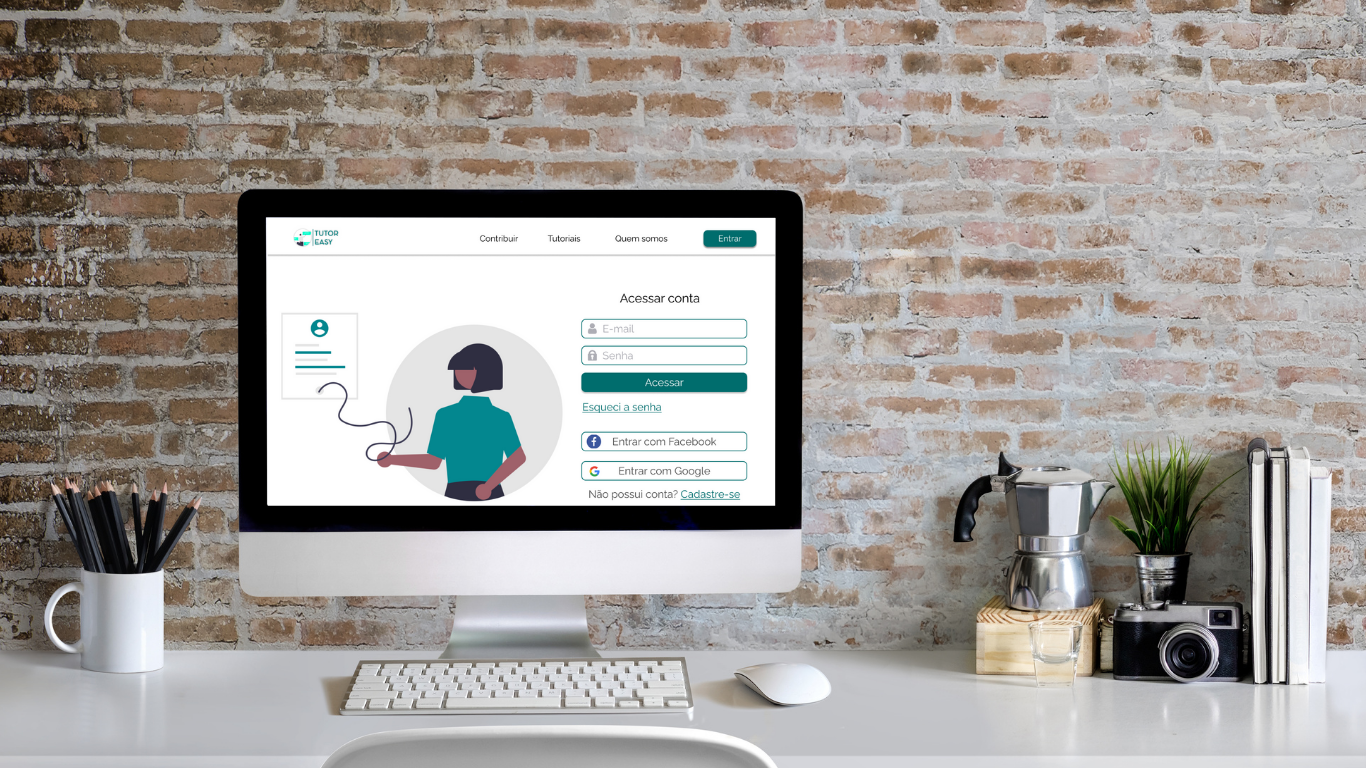 TUTOR
EASY
Contribuir
Tutoriais
Quem somos
Entrar
Acessar conta
E-mail
Senha
Acessar
Esqueci a senha
Entrar com Facebook
Entrar com Google
Não possui conta? Cadastre-se